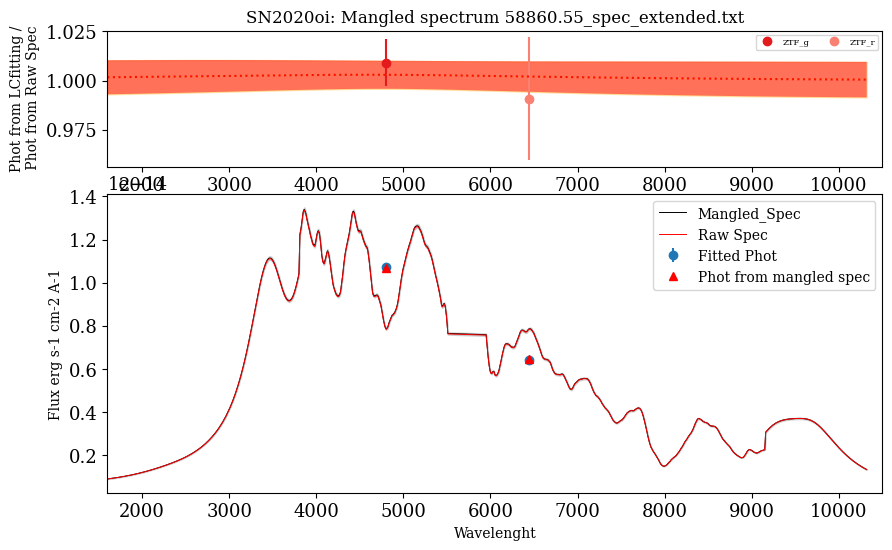 SN2020oi: Mangled spectrum 58860.55_spec_extended.txt
Phot from LCfitting /
Phot from Raw Spec
1.025
1.000
0.975
ZTF_g ZTF_r
2000 3000 4000 5000 6000 7000 8000 9000 10000
1e−14
Flux erg s-1 cm-2 A-1
1.4
1.2
1.0
0.8
0.6
0.4
0.2
Mangled_Spec
Raw Spec
Fitted Phot
Phot from mangled spec
2000 3000 4000 5000 6000 7000 8000 9000 10000
Wavelenght